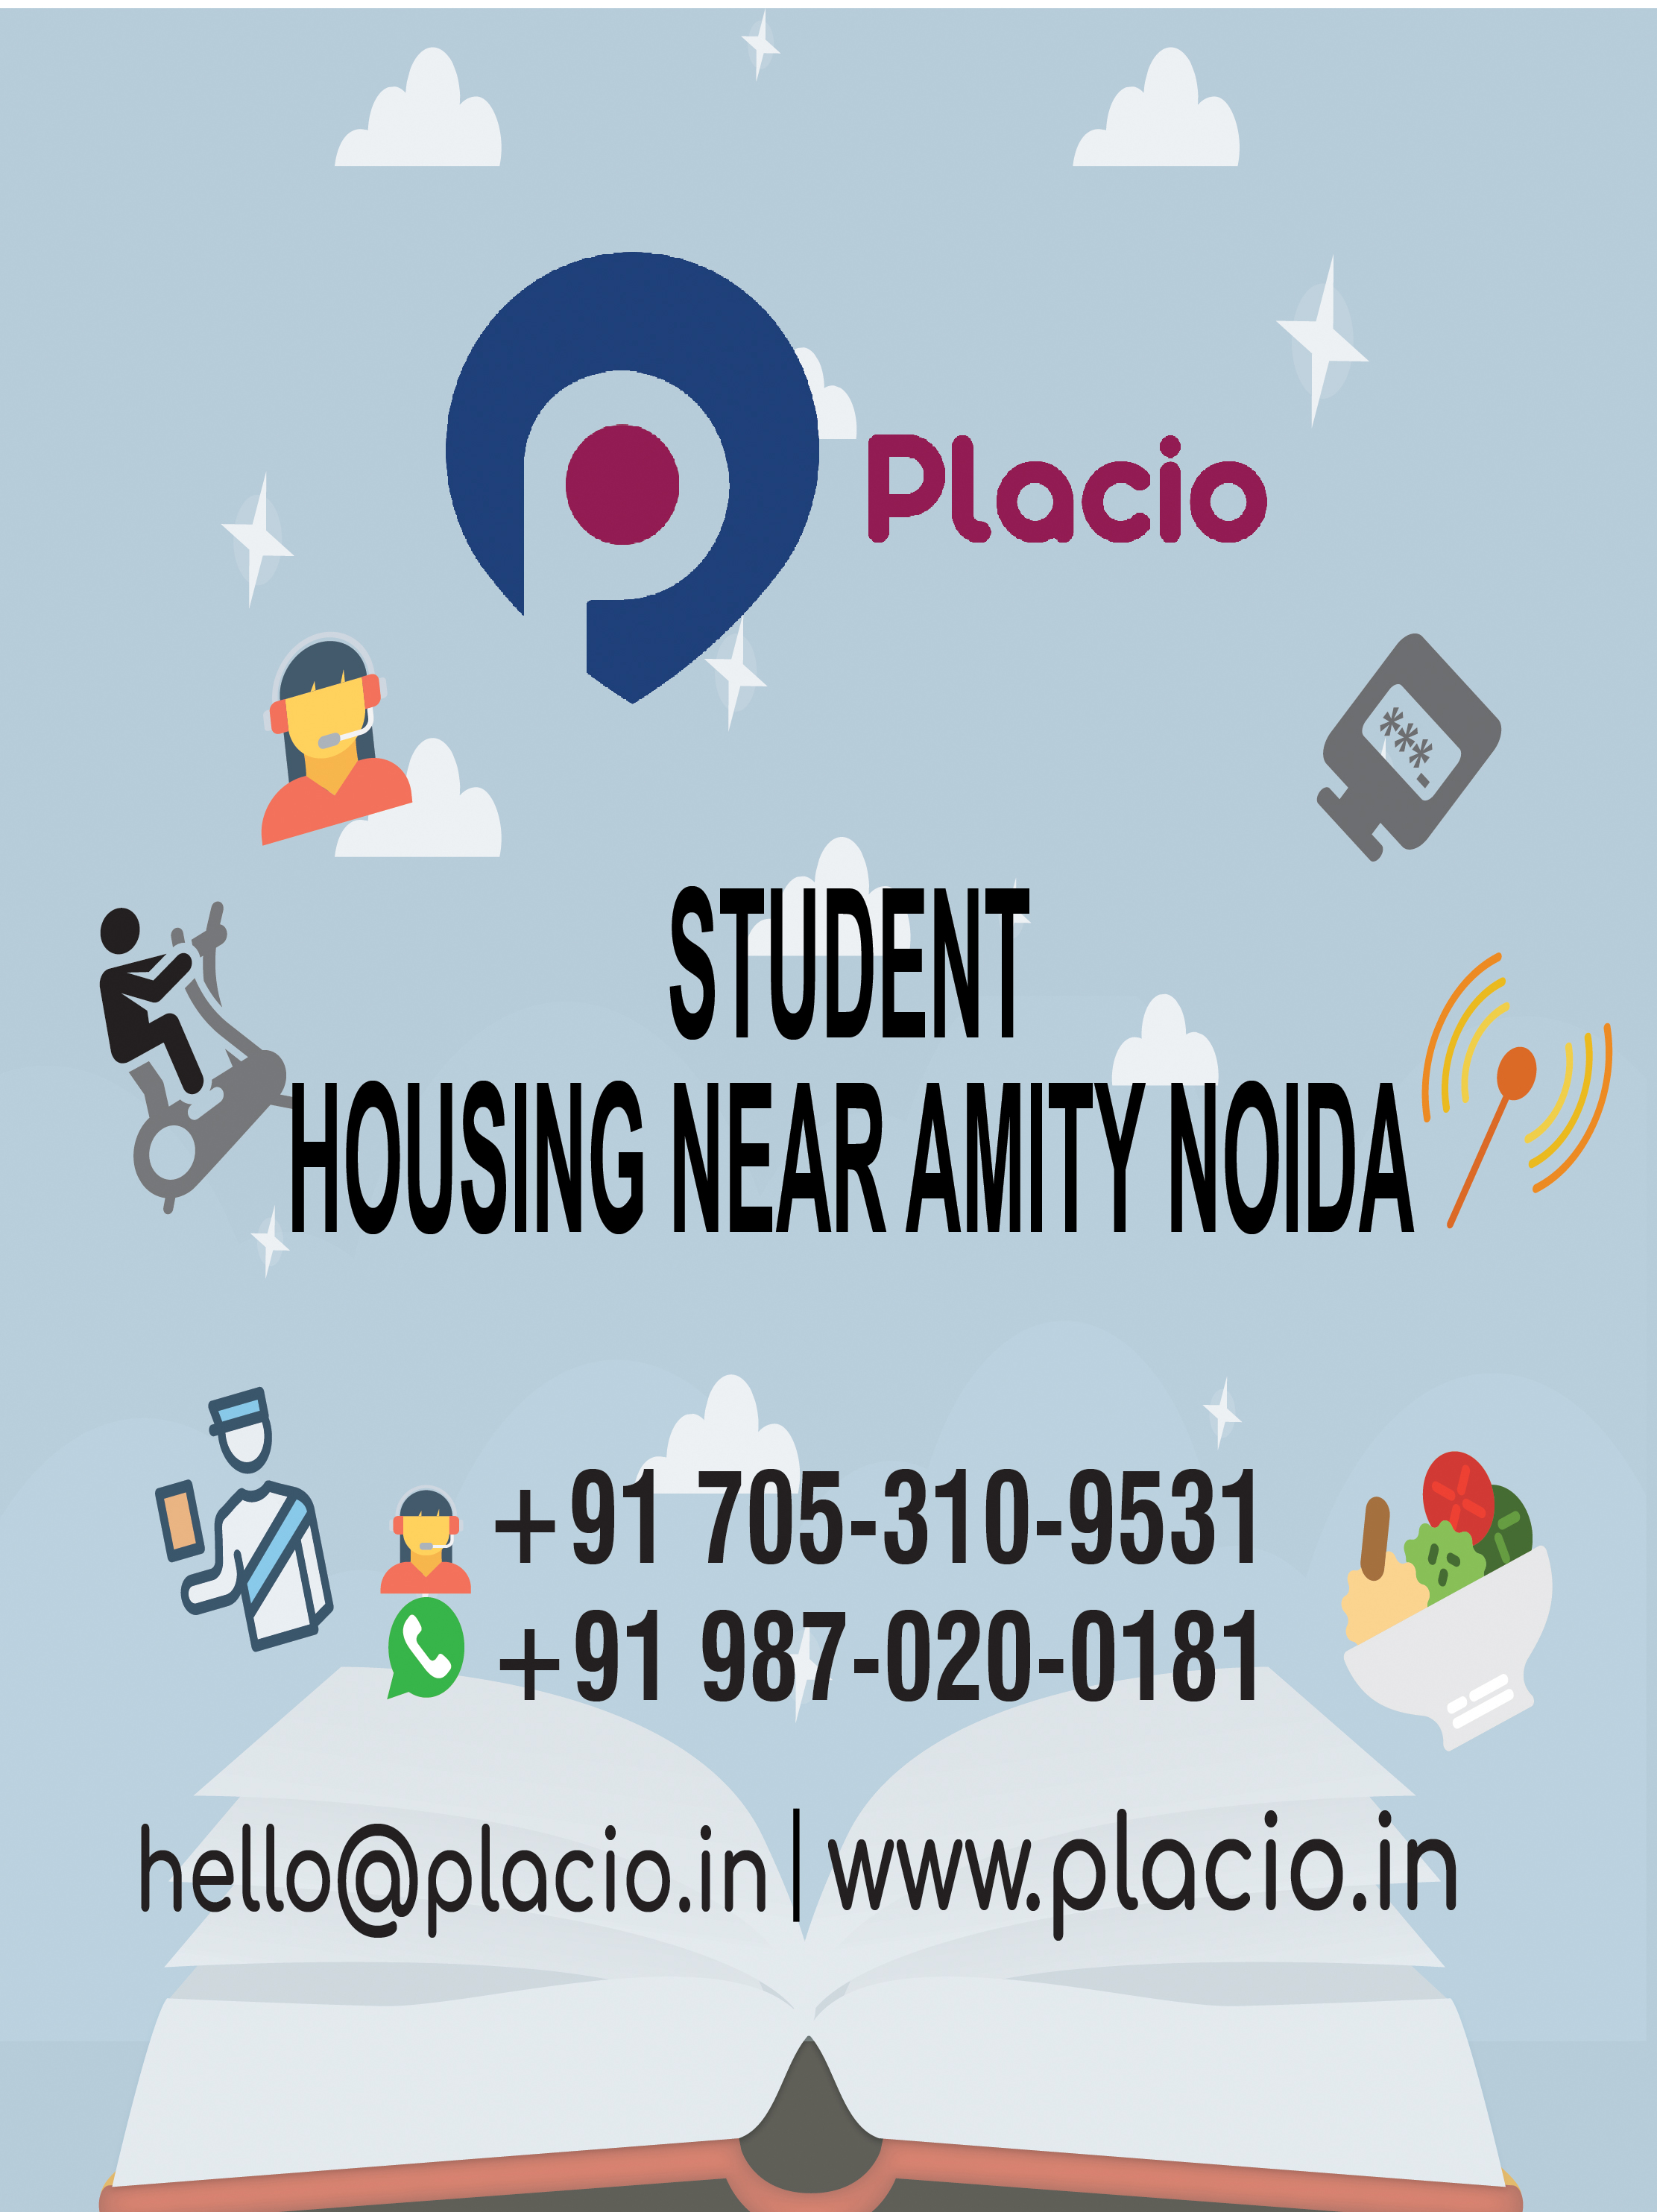 Placio
***
STUDENT
HOUSING NEAR AMITY NOIDA
+91 705-310-9531
+91 987-020-0181
hello@placio.in | www.placio.in